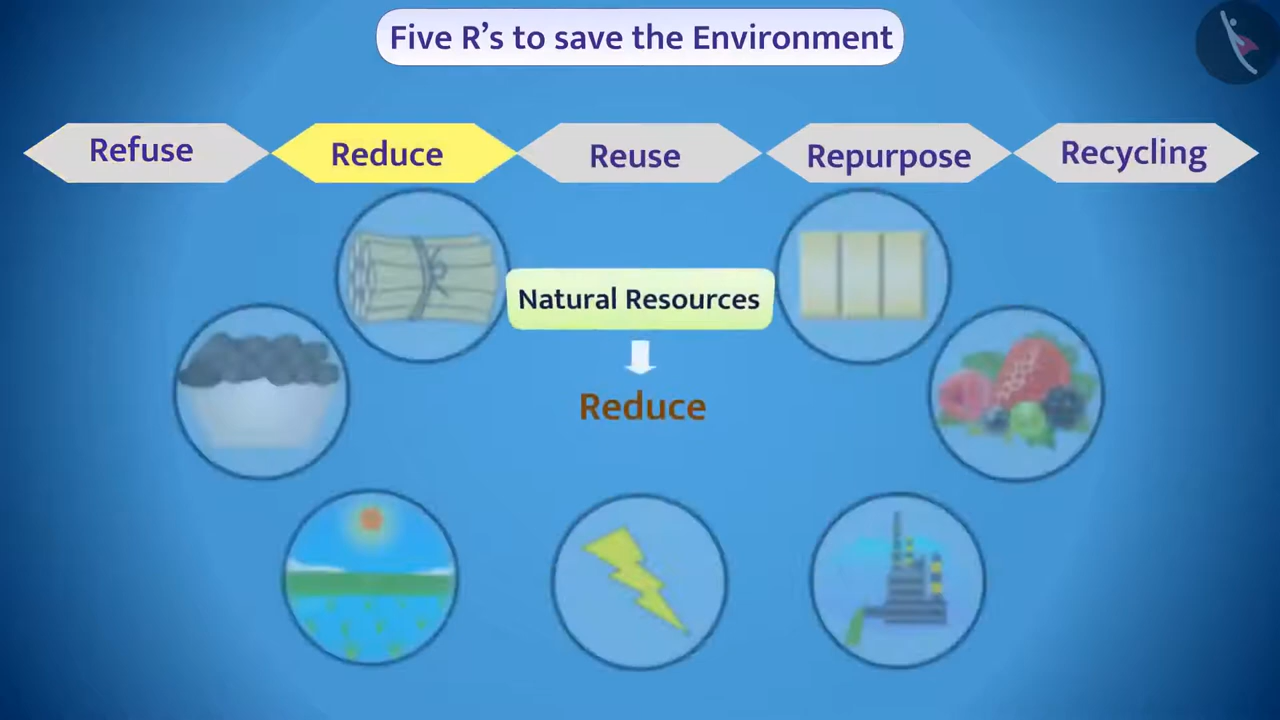 Five R’s to save the Environment
Refuse
Reduce
Reuse
Repurpose
Recycling
Natural Resources
Reduce